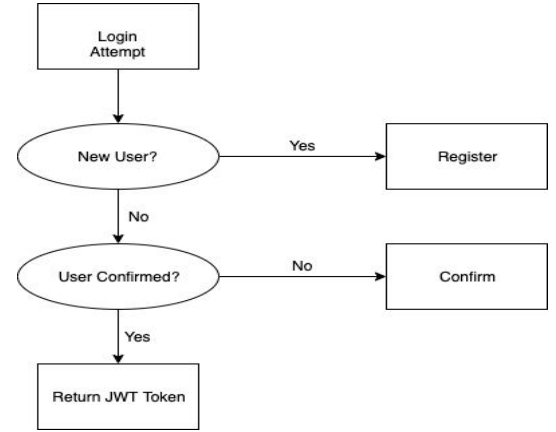 Login
Attempt
New User?
Yes
Register
No
User Confirmed?
No
Confirm
Yes
Return JWT Token